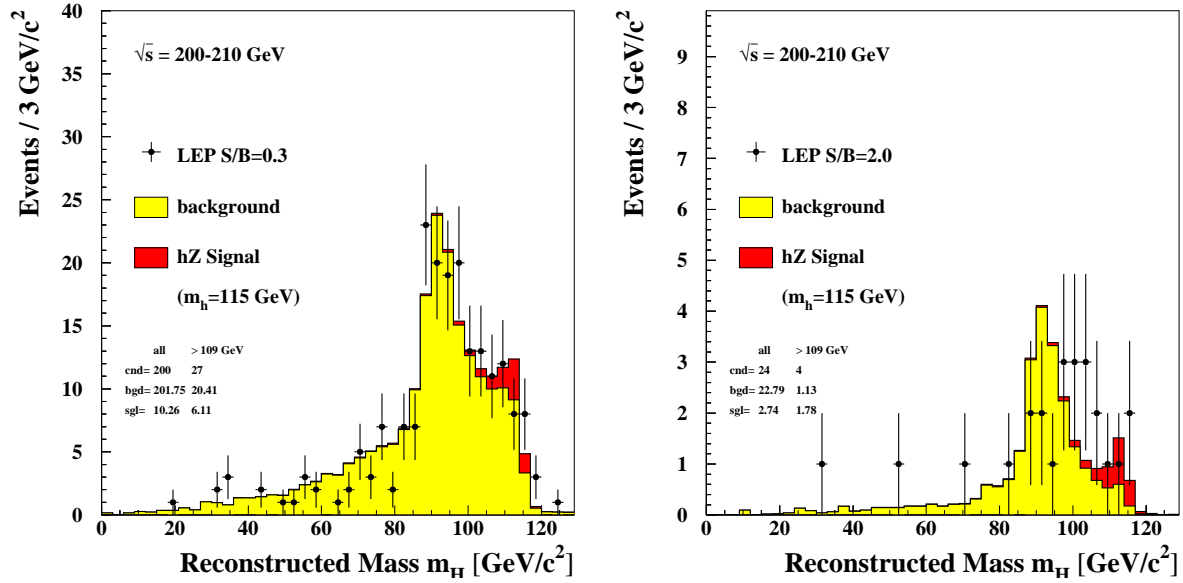 Events / 3 GeV/c²
40
35
30
25
20
15
10
5
0
√s = 200-210 GeV
LEP S/B=0.3
background
hZ Signal
(m_h=115 GeV)
all > 109 GeV
cnd= 200 27
bgd= 201.75 20.41
sgl= 10.26 6.11
0 20 40 60 80 100 120
Reconstructed Mass m_H [GeV/c²]
Events / 3 GeV/c²
9
8
7
6
5
4
3
2
1
0
√s = 200-210 GeV
LEP S/B=2.0
background
hZ Signal
(m_h=115 GeV)
all > 109 GeV
cnd= 24 4
bgd= 22.79 1.13
sgl= 2.74 1.78
0 20 40 60 80 100 120
Reconstructed Mass m_H [GeV/c²]